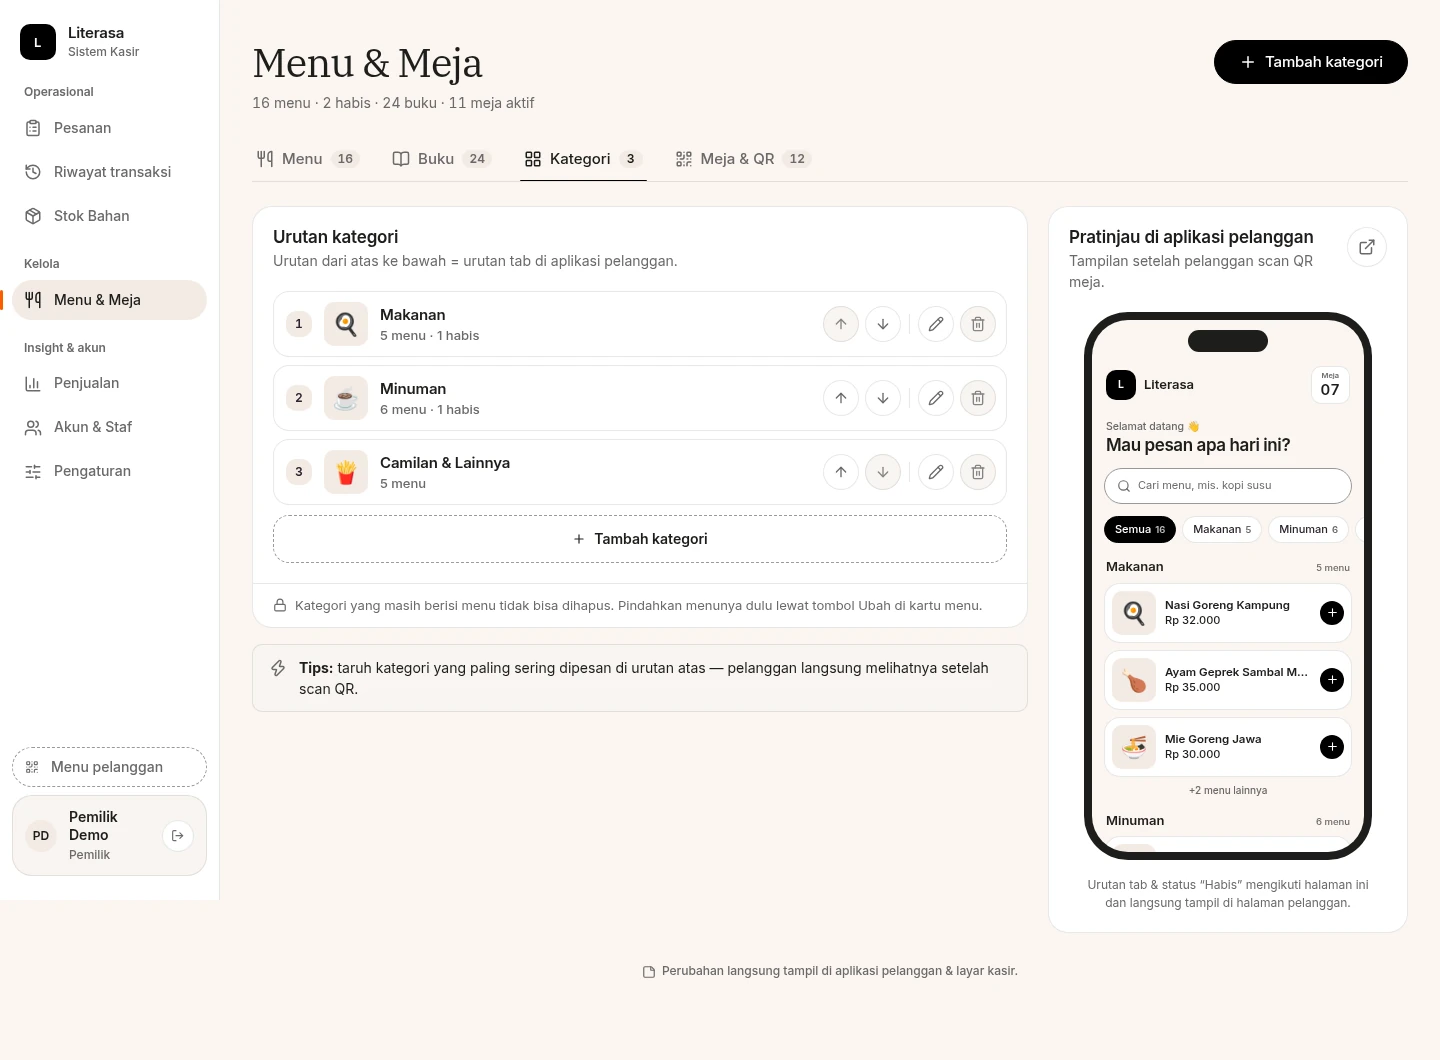 L
Literasa
Sistem Kasir
Operasional
Pesanan
Riwayat transaksi
Stok Bahan
Kelola
Menu & Meja
Insight & akun
Penjualan
Akun & Staf
Pengaturan
Menu pelanggan
PD
Pemilik
Demo
Pemilik
Menu & Meja
16 menu · 2 habis · 24 buku · 11 meja aktif
Tambah kategori
Menu 16
Buku 24
Kategori 3
Meja & QR 12
Urutan kategori
Urutan dari atas ke bawah = urutan tab di aplikasi pelanggan.
1
Makanan
5 menu · 1 habis
2
Minuman
6 menu · 1 habis
3
Camilan & Lainnya
5 menu
Tambah kategori
Kategori yang masih berisi menu tidak bisa dihapus. Pindahkan menunya dulu lewat tombol Ubah di kartu menu.
Tips: taruh kategori yang paling sering dipesan di urutan atas — pelanggan langsung melihatnya setelah
scan QR.
Pratinjau di aplikasi pelanggan
Tampilan setelah pelanggan scan QR
meja.
L
Literasa
Meja
07
Selamat datang 👋
Mau pesan apa hari ini?
Cari menu, mis. kopi susu
Semua 16
Makanan 5
Minuman 6
Makanan
5 menu
Nasi Goreng Kampung
Rp 32.000
Ayam Geprek Sambal M...
Rp 35.000
Mie Goreng Jawa
Rp 30.000
+2 menu lainnya
Minuman
6 menu
Urutan tab & status “Habis” mengikuti halaman ini
dan langsung tampil di halaman pelanggan.
Perubahan langsung tampil di aplikasi pelanggan & layar kasir.